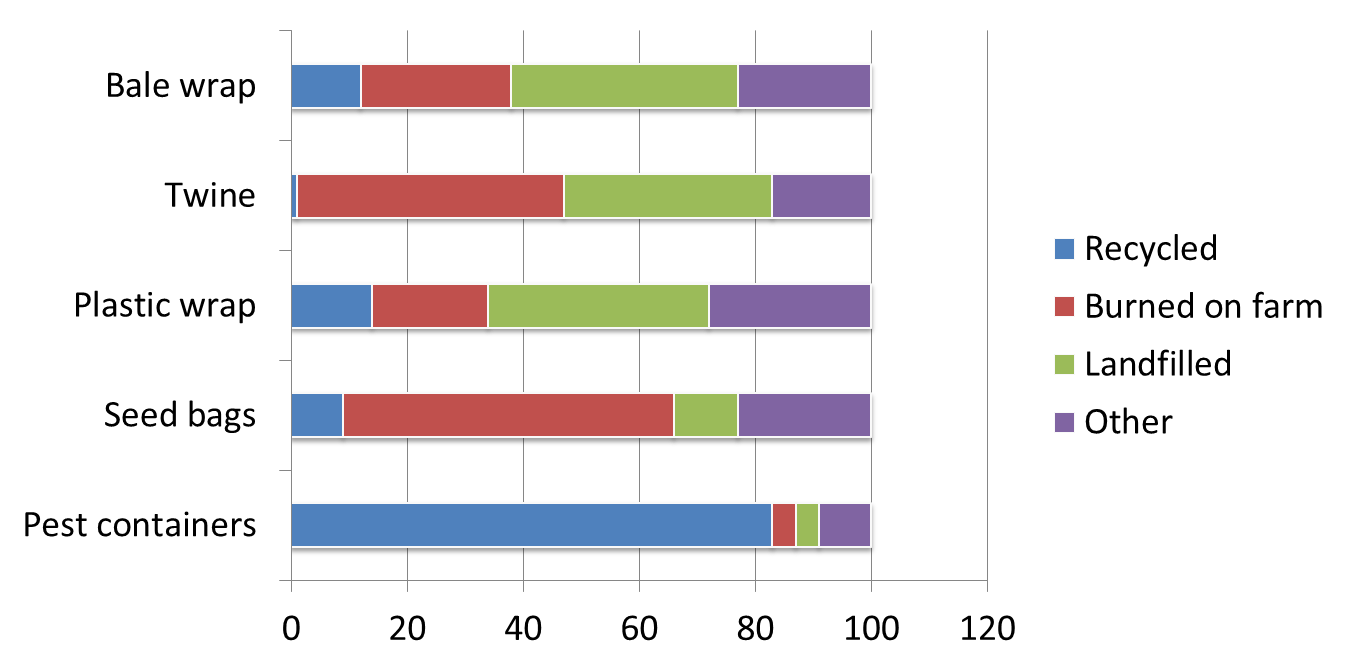 Bale wrap
Twine
Plastic wrap
Seed bags
Pest containers
0 20 40 60 80 100 120
Recycled
Burned on farm
Landfilled
Other